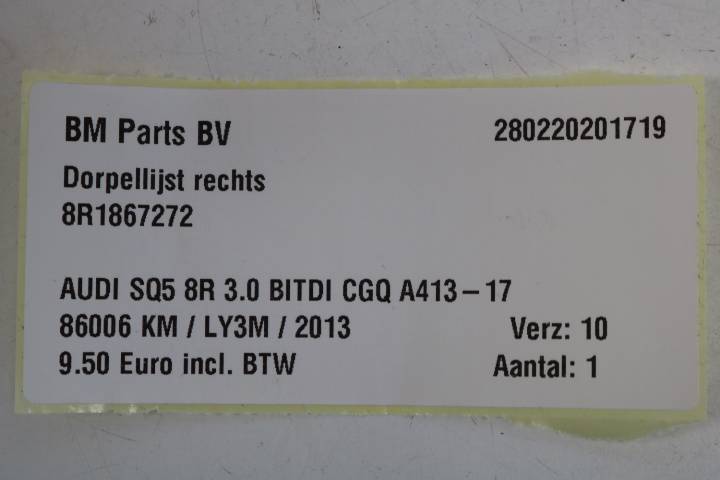 BM Parts BV 280220201719
Dorpellijst rechts
8R1867272
AUDI SQ5 8R 3.0 BITDI CGQ A413-17
86006 KM / LY3M / 2013 Verz: 10
9.50 Euro incl. BTW Aantal: 1